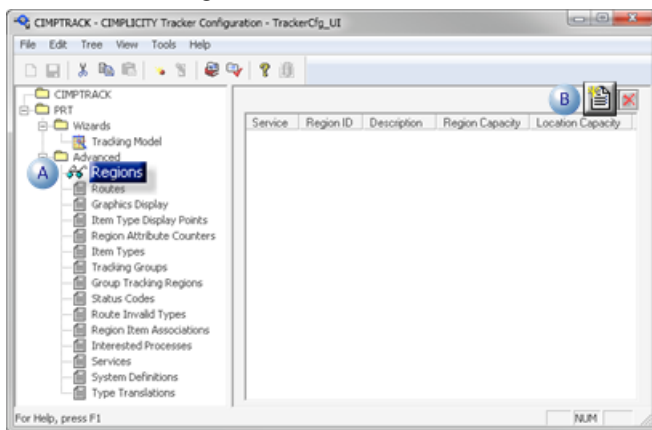 CIMPTRACK - CIMPLICITY Tracker Configuration - TrackerCfg_UI
File Edit Tree View Tools Help
CIMPTRACK
PRT
Wizards
Tracking Model
Advanced
A Regions
Routes
Graphics Display
Item Type Display Points
Region Attribute Counters
Item Types
Tracking Groups
Group Tracking Regions
Status Codes
Route Invalid Types
Region Item Associations
Interested Processes
Services
System Definitions
Type Translations
B
Service Region ID Description Region Capacity Location Capacity
For Help, press F1
NUM